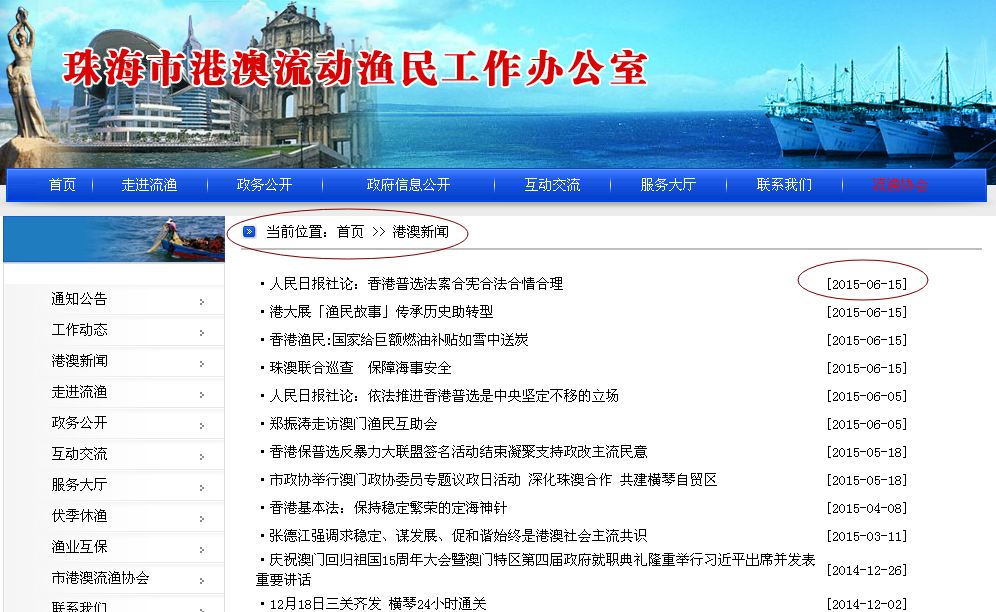 珠海市港澳流动渔民工作办公室
首页 走进流渔 政务公开 政府信息公开 互动交流 服务大厅 联系我们
当前位置：首页 >> 港澳新闻
通知公告
工作动态
港澳新闻
走进流渔
政务公开
互动交流
服务大厅
伏季休渔
渔业互保
市港澳流渔协会
联系我们
·人民日报社论：香港普选法案合宪合法合情合理 [2015-06-15]
·港大展「渔民故事」传承历史助转型 [2015-06-15]
·香港渔民:国家给巨额燃油补贴如雪中送炭 [2015-06-15]
·珠澳联合巡查 保障海事安全 [2015-06-15]
·人民日报社论：依法推进香港普选是中央坚定不移的立场 [2015-06-05]
·郑振涛走访澳门渔民互助会 [2015-06-05]
·香港保普选反暴力大联盟签名活动结束凝聚支持政改主流民意 [2015-05-18]
·市政协举行澳门政协委员专题议政日活动 深化珠澳合作 共建横琴自贸区 [2015-05-18]
·香港基本法：保持稳定繁荣的定海神针 [2015-04-08]
·张德江强调求稳定、谋发展、促和谐始终是港澳社会主流共识 [2015-03-11]
·庆祝澳门回归祖国15周年大会暨澳门特区第四届政府就职典礼隆重举行习近平出席并发表
重要讲话 [2014-12-26]
·12月18日三关齐发 横琴24小时通关 [2014-12-02]